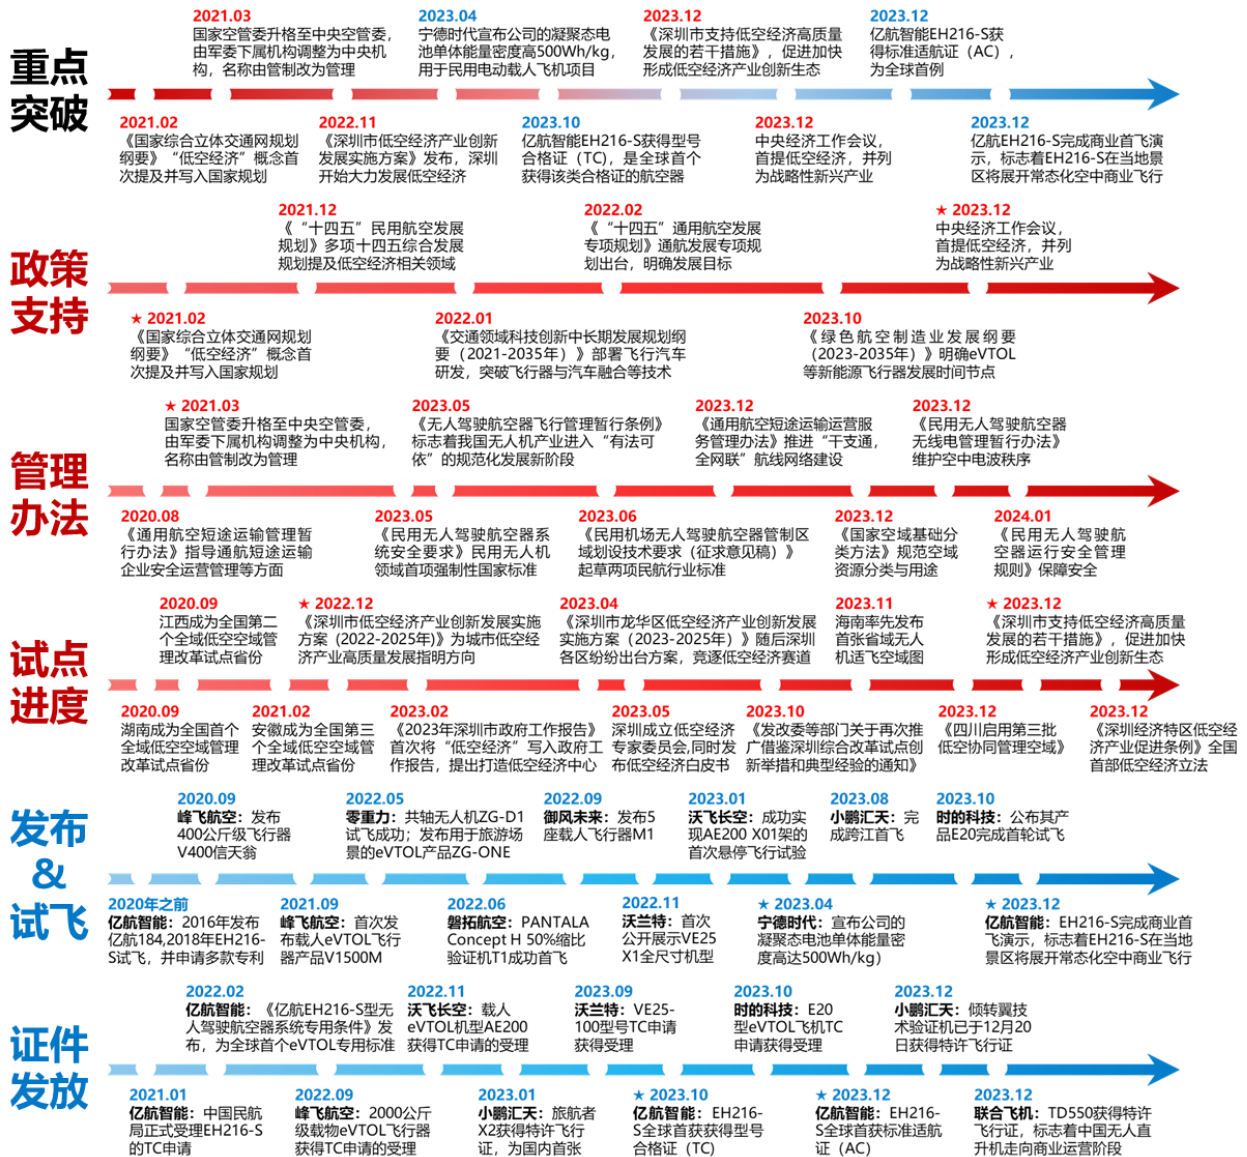 重点
突破
2021.03
国家空管委升格至中央空管委，
由军委下属机构调整为中央机
构，名称由管制改为管理
2023.04
宁德时代宣布公司的凝聚态电
池单体能量密度高500Wh/kg，
用于民用电动载人飞机项目
2023.12
《深圳市支持低空经济高质量
发展的若干措施》，促进加快
形成低空经济产业创新生态
2023.12
亿航智能EH216-S获
得标准适航证（AC），
为全球首例
2021.02
《国家综合立体交通网规划
纲要》“低空经济”概念首
次提及并写入国家规划
2022.11
《深圳市低空经济产业创新
发展实施方案》发布，深圳
开始大力发展低空经济
2023.10
亿航智能EH216-S获得型号
合格证（TC)，是全球首个
获得该类合格证的航空器
2023.12
中央经济工作会议，
首提低空经济，并列
为战略性新兴产业
2023.12
亿航EH216-S完成商业首飞演
示，标志着EH216-S在当地景
区将展开常态化空中商业飞行
政策
支持
2021.12
《“十四五”民用航空发展
规划》多项十四五综合发展
规划提及低空经济相关领域
2022.02
《“十四五”通用航空发展
专项规划》通航发展专项规
划出台，明确发展目标
★ 2023.12
中央经济工作会议，
首提低空经济，并列
为战略性新兴产业
★ 2021.02
《国家综合立体交通网规划
纲要》“低空经济”概念首
次提及并写入国家规划
2022.01
《交通领域科技创新中长期发展规划纲
要（2021-2035年）》部署飞行汽车
研发，突破飞行器与汽车融合等技术
2023.10
《绿色航空制造业发展纲要
（2023-2035年）》明确eVTOL
等新能源飞行器发展时间节点
管理
办法
★ 2021.03
国家空管委升格至中央空管委，
由军委下属机构调整为中央机构，
名称由管制改为管理
2023.05
《无人驾驶航空器飞行管理暂行条例》
标志着我国无人机产业进入“有法可
依”的规范化发展新阶段
2023.12
《通用航空短途运输运营服
务管理办法》推进“干支通，
全网联”航线网络建设
2023.12
《民用无人驾驶航空器
无线电管理暂行办法》
维护空中电波秩序
2020.08
《通用航空短途运输管理暂
行办法》指导通航短途运输
企业安全运营管理等方面
2023.05
《民用无人驾驶航空器系
统安全要求》民用无人机
领域首项强制性国家标准
2023.06
《民用机场无人驾驶航空器管制区
域划设技术要求（征求意见稿）》
起草两项民航行业标准
2023.12
《国家空域基础分
类方法》规范空域
资源分类与用途
2024.01
《民用无人驾驶航
空器运行安全管理
规则》保障安全
试点
进度
2020.09
江西成为全国第二
个全域低空空域管
理改革试点省份
★ 2022.12
《深圳市低空经济产业创新发展实施
方案（2022-2025年)》为城市低空经
济产业高质量发展指明方向
2023.04
《深圳市龙华区低空经济产业创新发展
实施方案（2023-2025年）》随后深圳
各区纷纷出台方案，竞逐低空经济赛道
2023.11
海南率先发布
首张省域无人
机适飞空域图
★ 2023.12
《深圳市支持低空经济高质量
发展的若干措施》，促进加快
形成低空经济产业创新生态
2020.09
湖南成为全国首个
全域低空空域管理
改革试点省份
2021.02
安徽成为全国第三
个全域低空空域管
理改革试点省份
2023.02
《2023年深圳市政府工作报告》
首次将“低空经济”写入政府工
作报告，提出打造低空经济中心
2023.05
深圳成立低空经济
专家委员会,同时发
布低空经济白皮书
2023.10
《发改委等部门关于再次推
广借鉴深圳综合改革试点创
新举措和典型经验的通知》
2023.12
《四川启用第三批
低空协同管理空域》
2023.12
《深圳经济特区低空经
济产业促进条例》全国
首部低空经济立法
发布
&
试飞
2020.09
峰飞航空：发布
400公斤级飞行器
V400信天翁
2022.05
零重力：共轴无人机ZG-D1
试飞成功；发布用于旅游场
景的eVTOL产品ZG-ONE
2022.09
御风未来：发布5
座载人飞行器M1
2023.01
沃飞长空：成功实
现AE200 X01架的
首次悬停飞行试验
2023.08
小鹏汇天：完
成跨江首飞
2023.10
时的科技：公布其产
品E20完成首轮试飞
2020年之前
亿航智能：2016年发布
亿航184,2018年EH216-
S试飞，并申请多款专利
2021.09
峰飞航空：首次发
布载人eVTOL飞行
器产品V1500M
2022.06
磐拓航空：PANTALA
Concept H 50%缩比
验证机T1成功首飞
2022.11
沃兰特：首次
公开展示VE25
X1全尺寸机型
★ 2023.04
宁德时代：宣布公司的
凝聚态电池单体能量密
度高达500Wh/kg）
★ 2023.12
亿航智能：EH216-S完成商业首
飞演示，标志着EH216-S在当地
景区将展开常态化空中商业飞行
证件
发放
2022.02
亿航智能：《亿航EH216-S型无
人驾驶航空器系统专用条件》发
布，为全球首个eVTOL专用标准
2022.11
沃飞长空：载人
eVTOL机型AE200
获得TC申请的受理
2023.09
沃兰特：VE25-
100型号TC申请
获得受理
2023.10
时的科技：E20
型eVTOL飞机TC
申请获得受理
2023.12
小鹏汇天：倾转翼技
术验证机已于12月20
日获得特许飞行证
2021.01
亿航智能：中国民航
局正式受理EH216-S
的TC申请
2022.09
峰飞航空：2000公斤
级载物eVTOL飞行器
获得TC申请的受理
2023.01
小鹏汇天：旅航者
X2获得特许飞行
证，为国内首张
★ 2023.10
亿航智能：EH216-
S全球首获获得型号
合格证（TC）
★ 2023.12
亿航智能：EH216-
S全球首获标准适航
证（AC）
2023.12
联合飞机：TD550获得特许
飞行证，标志着中国无人直
升机走向商业运营阶段